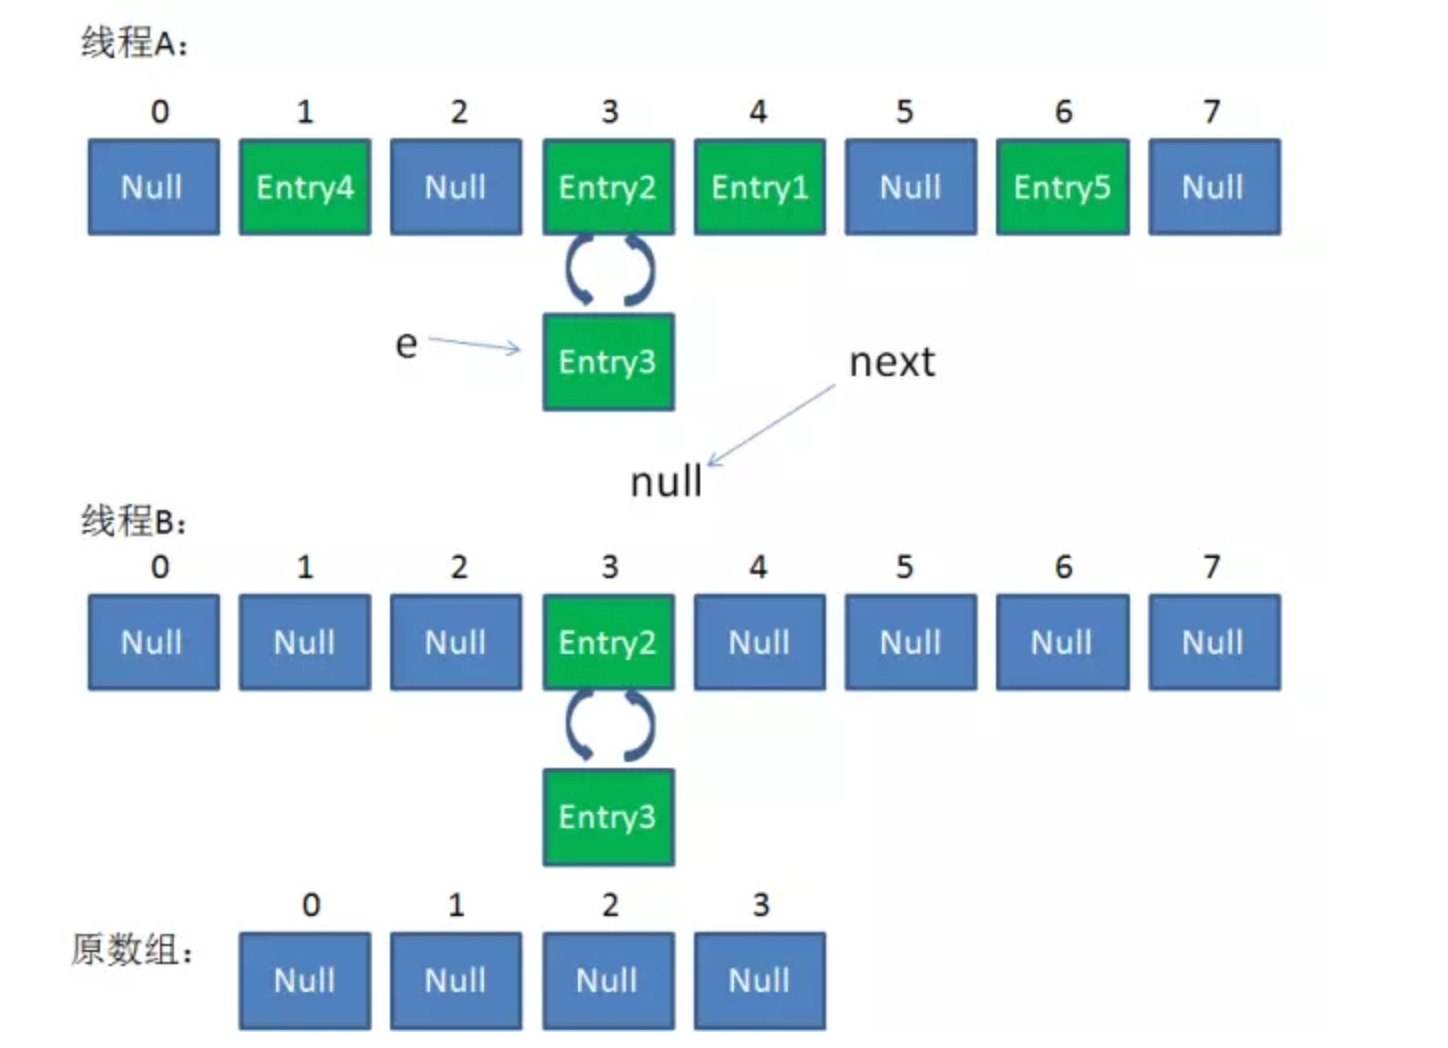 线程A：
0 1 2 3 4 5 6 7
Null Entry4 Null Entry2 Entry1 Null Entry5 Null
e
Entry3
next
null
线程B：
0 1 2 3 4 5 6 7
Null Null Null Entry2 Null Null Null Null
Entry3
0 1 2 3
原数组：
Null Null Null Null